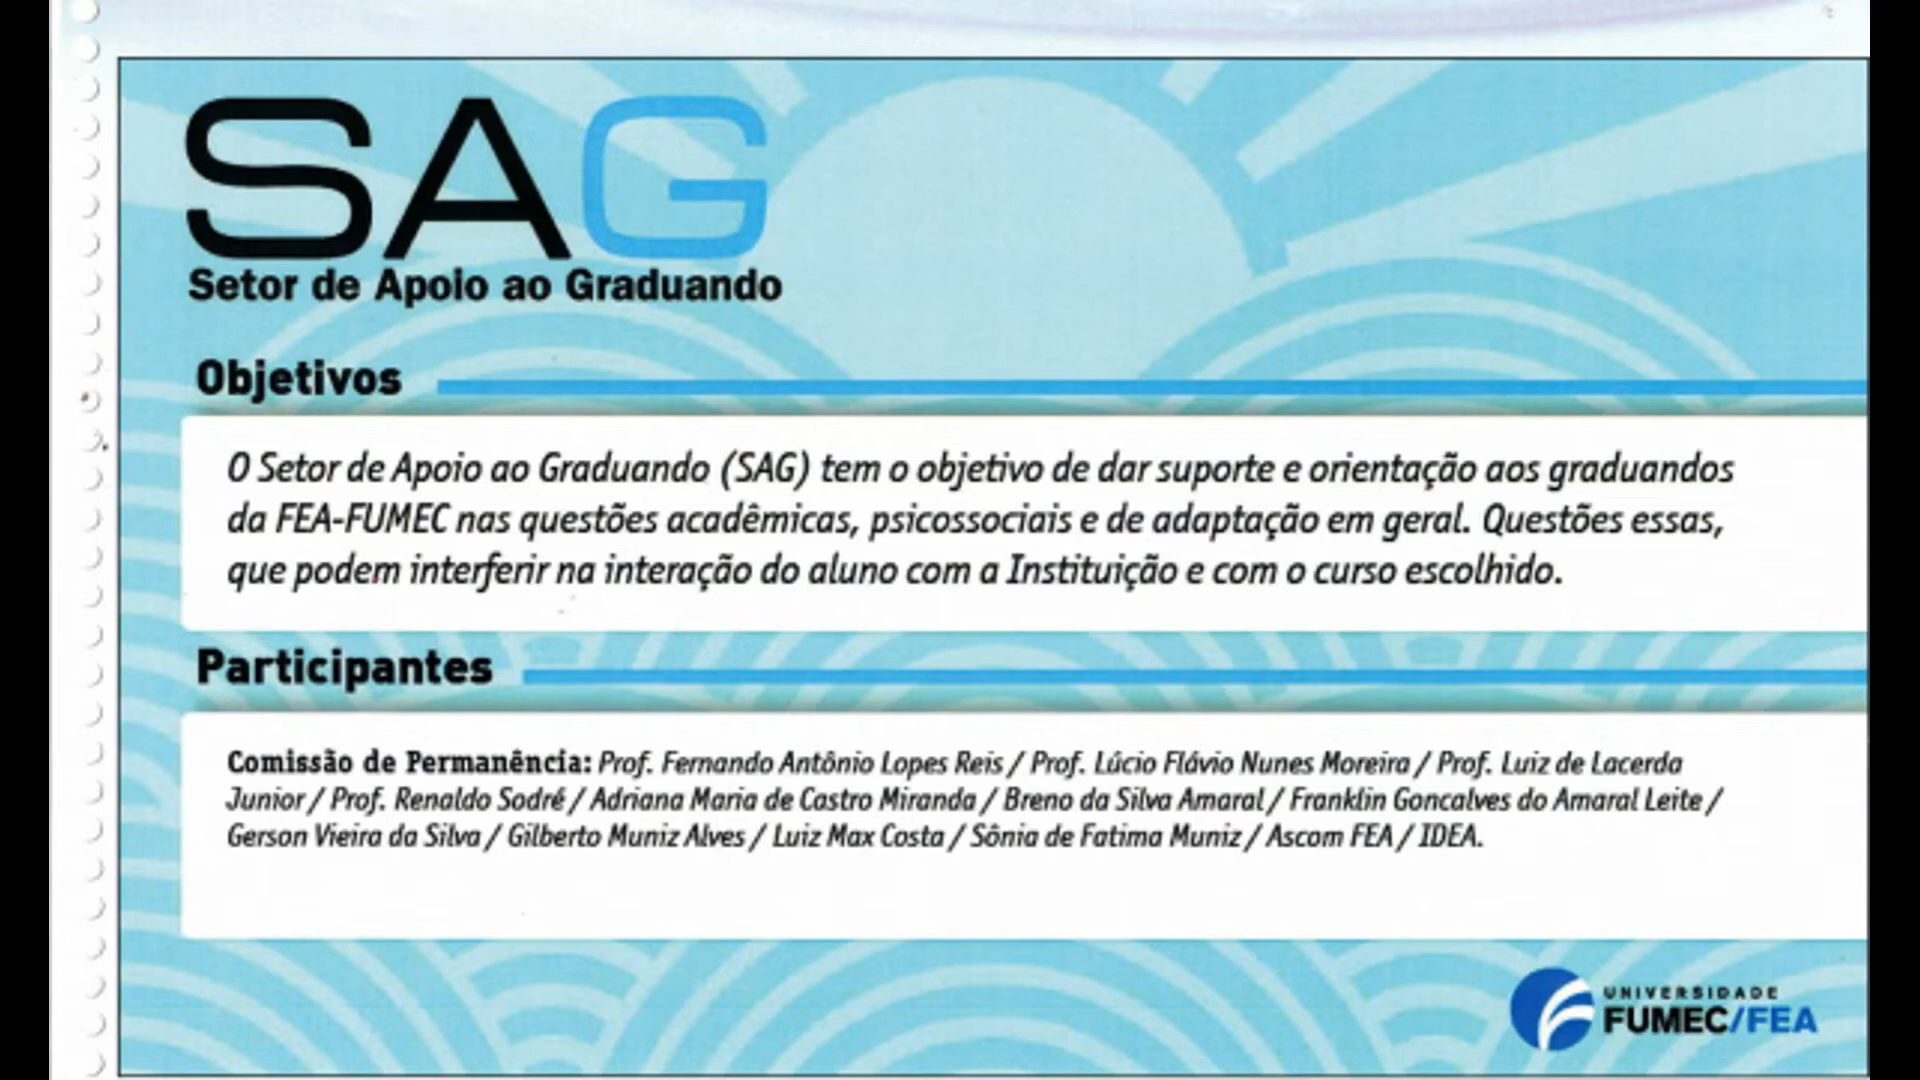 SAG
Setor de Apoio ao Graduando
Objetivos
O Setor de Apoio ao Graduando (SAG) tem o objetivo de dar suporte e orientação aos graduandos
da FEA-FUMEC nas questões acadêmicas, psicossociais e de adaptação em geral. Questões essas,
que podem interferir na interação do aluno com a Instituição e com o curso escolhido.
Participantes
Comissão de Permanência: Prof. Fernando Antônio Lopes Reis / Prof. Lúcio Flávio Nunes Moreira / Prof. Luiz de Lacerda
Junior / Prof. Renaldo Sodré / Adriana Maria de Castro Miranda / Breno da Silva Amaral / Franklin Goncalves do Amaral Leite /
Gerson Vieira da Silva / Gilberto Muniz Alves / Luiz Max Costa / Sônia de Fatima Muniz / Ascom FEA / IDEA.
UNIVERSIDADE
FUMEC/FEA